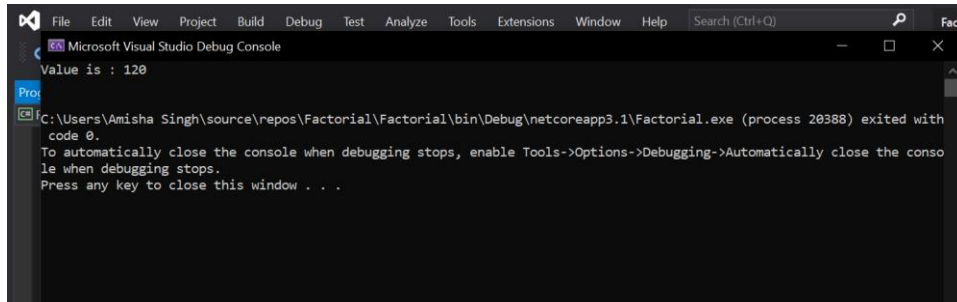 File Edit View Project Build Debug Test Analyze Tools Extensions Window Help Search (Ctrl+Q) Fac
Microsoft Visual Studio Debug Console
Value is : 120
Prog
C:\Users\Amisha Singh\source\repos\Factorial\Factorial\bin\Debug\netcoreapp3.1\Factorial.exe (process 20388) exited with
code 0.
To automatically close the console when debugging stops, enable Tools->Options->Debugging->Automatically close the conso
le when debugging stops.
Press any key to close this window . . .